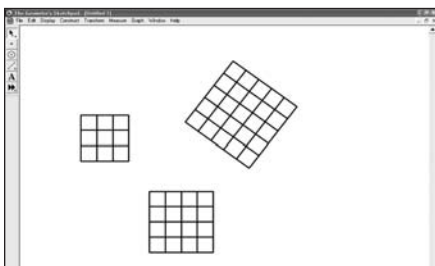 The Geometer's Sketchpad - [Untitled 1]
File Edit Display Construct Transform Measure Graph Window Help
A